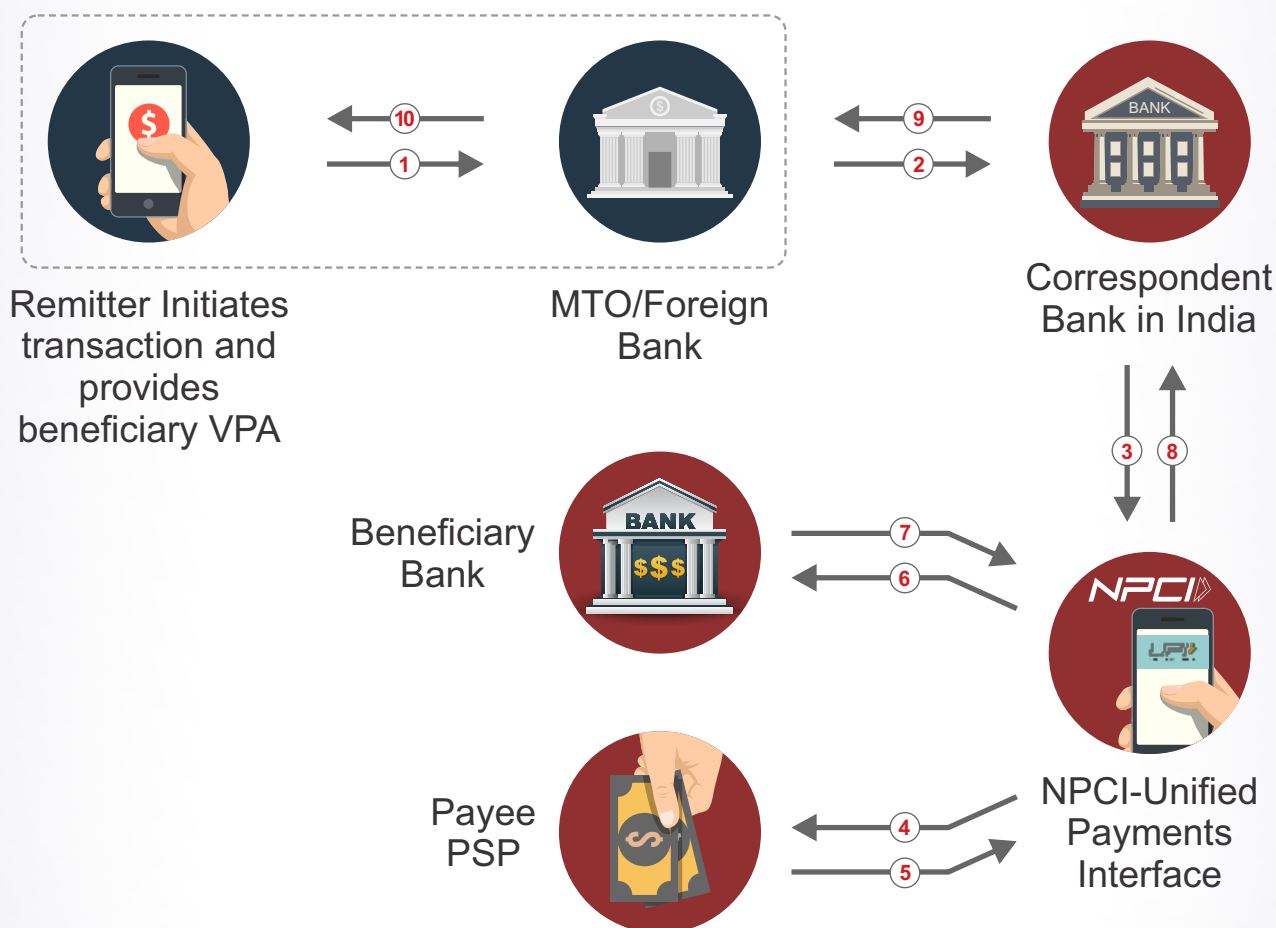 10
9
1
2
BANK
Remitter Initiates
transaction and
provides
beneficiary VPA
MTO/Foreign
Bank
Correspondent
Bank in India
3
8
Beneficiary
Bank
BANK
$$$
7
6
NPCI
UPI
Payee
PSP
4
5
NPCI-Unified
Payments
Interface